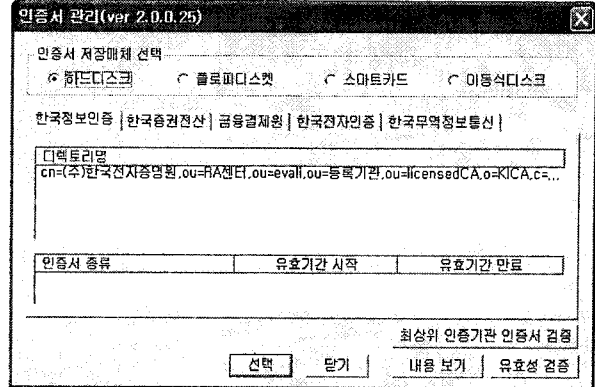 인증서 관리(ver 2.0.0.25)
인증서 저장매체 선택
하드디스크 플로피디스켓 스마트카드 이동식디스크
한국정보인증 한국증권전산 금융결제원 한국전자인증 한국무역정보통신
디렉토리명
cn=(주)한국전자증명원,ou=RA센터,ou=evali,ou=등록기관,ou=licensedCA,o=KICA,c=...
인증서 종류 유효기간 시작 유효기간 만료
최상위 인증기관 인증서 검증
선택 닫기 내용 보기 유효성 검증